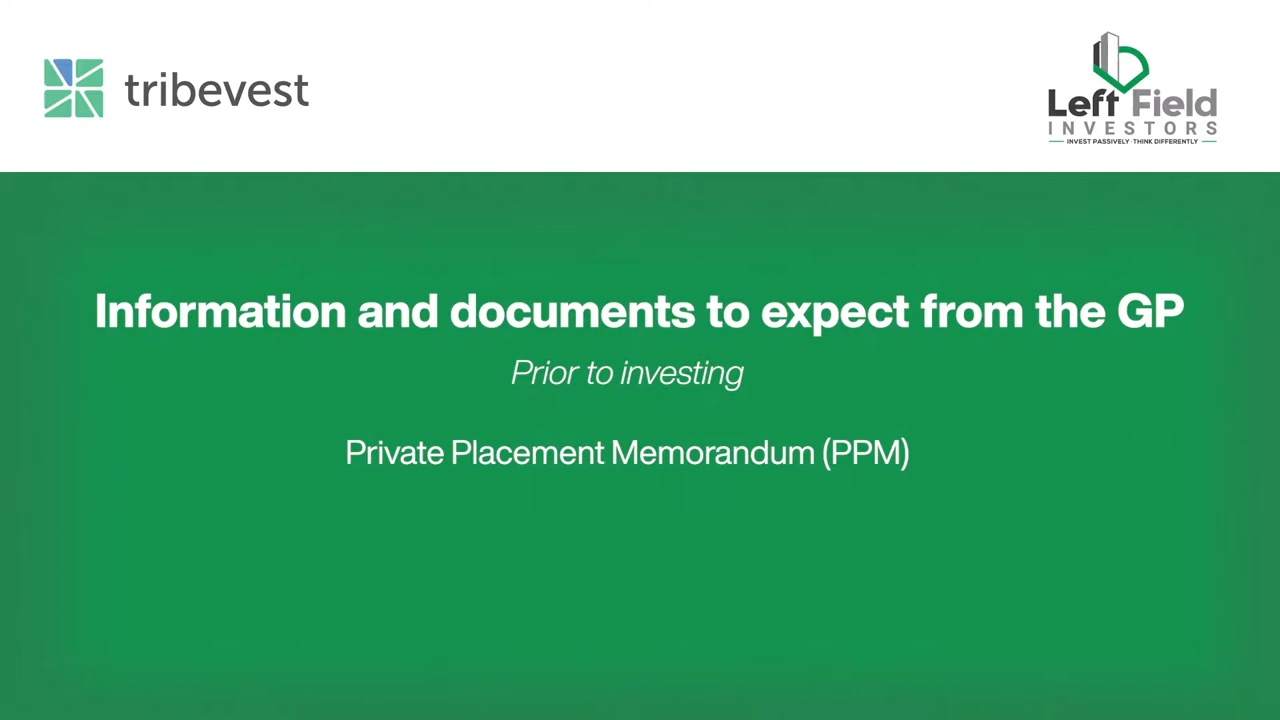 tribevest
Left Field
INVESTORS
INVEST PASSIVELY · THINK DIFFERENTLY
Information and documents to expect from the GP
Prior to investing
Private Placement Memorandum (PPM)